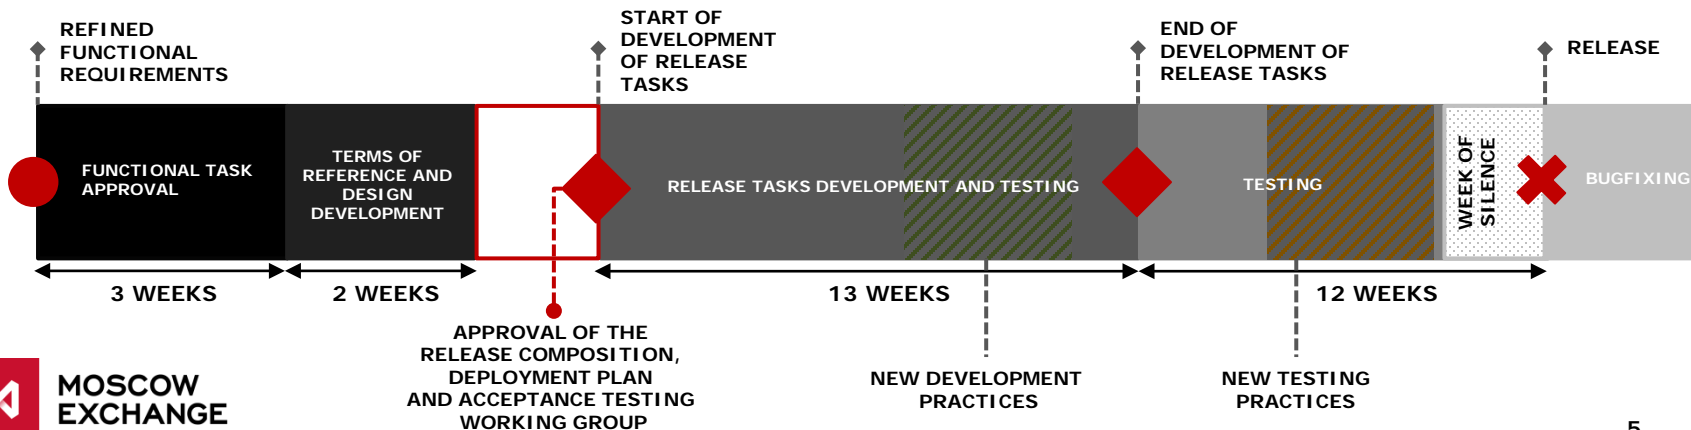 REFINED
FUNCTIONAL
REQUIREMENTS
START OF
DEVELOPMENT
OF RELEASE
TASKS
END OF
DEVELOPMENT OF
RELEASE TASKS
RELEASE
FUNCTIONAL TASK
APPROVAL
TERMS OF
REFERENCE AND
DESIGN
DEVELOPMENT
RELEASE TASKS DEVELOPMENT AND TESTING
TESTING
WEEK OF
SILENCE
BUGFIXING
3 WEEKS
2 WEEKS
13 WEEKS
12 WEEKS
APPROVAL OF THE
RELEASE COMPOSITION,
DEPLOYMENT PLAN
AND ACCEPTANCE TESTING
WORKING GROUP
NEW DEVELOPMENT
PRACTICES
NEW TESTING
PRACTICES
MOSCOW
EXCHANGE
5